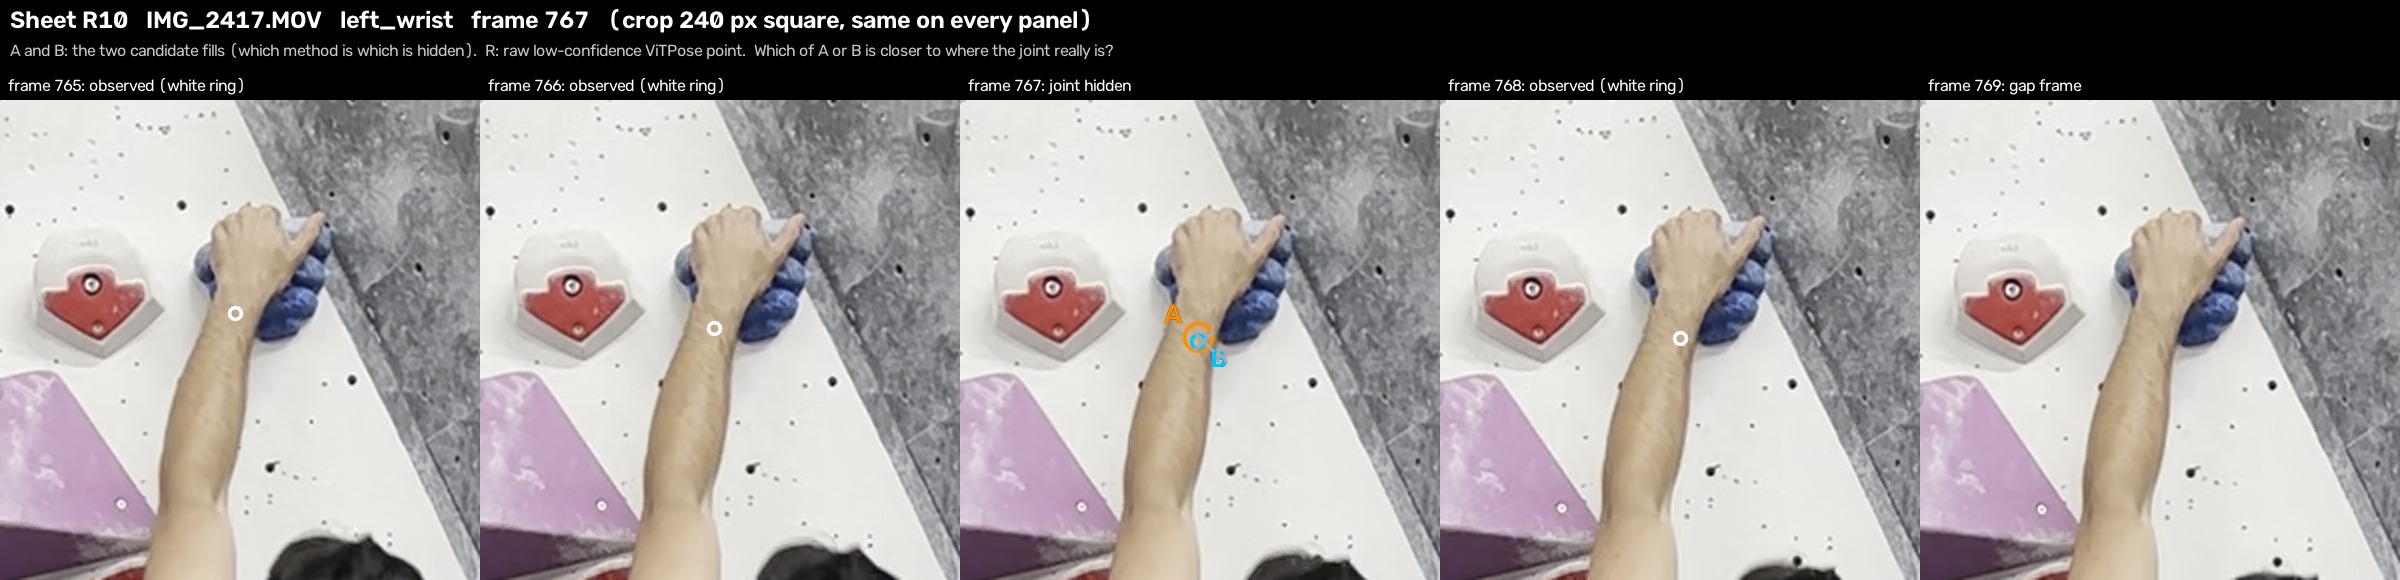 Sheet R10 IMG_2417.MOV left_wrist frame 767 (crop 240 px square, same on every panel)
A and B: the two candidate fills (which method is which is hidden). R: raw low-confidence ViTPose point. Which of A or B is closer to where the joint really is?
frame 765: observed (white ring)
frame 766: observed (white ring)
frame 767: joint hidden
frame 768: observed (white ring)
frame 769: gap frame
A
B